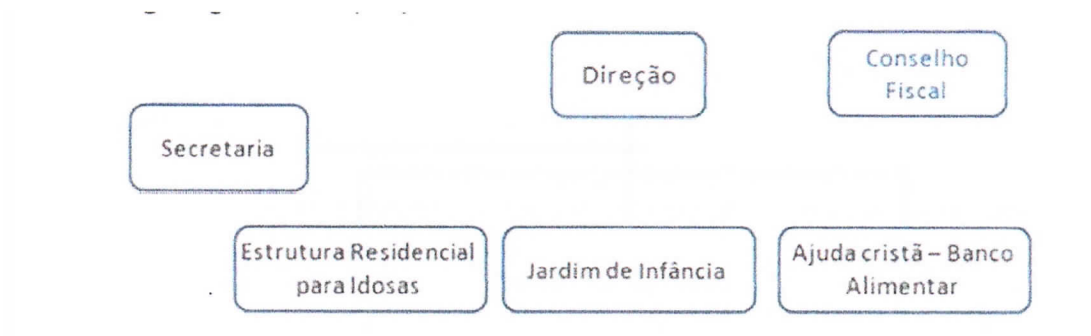 Direção
Conselho
Fiscal
Secretaria
Estrutura Residencial
para Idosas
Jardim de Infância
Ajuda cristã – Banco
Alimentar